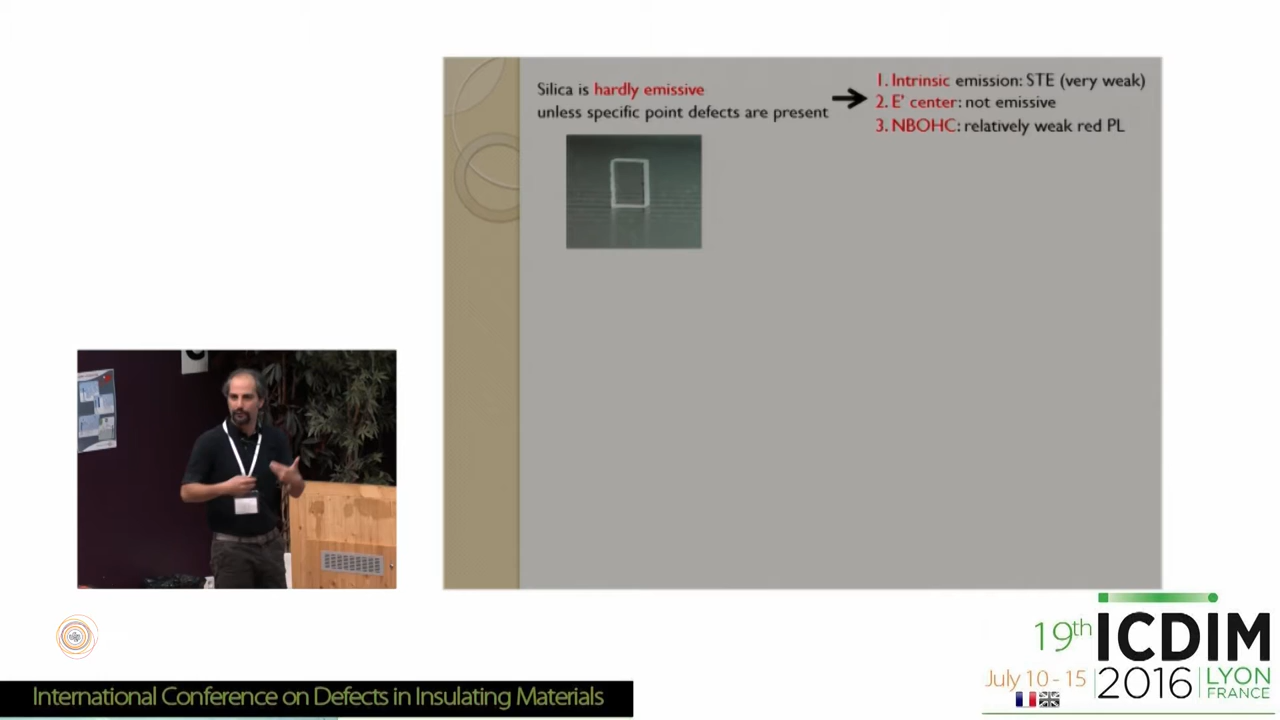 Silica is hardly emissive
unless specific point defects are present
1. Intrinsic emission: STE (very weak)
2. E' center: not emissive
3. NBOHC: relatively weak red PL
19th ICDIM
July 10 - 15 2016 LYON
FRANCE
International Conference on Defects in Insulating Materials